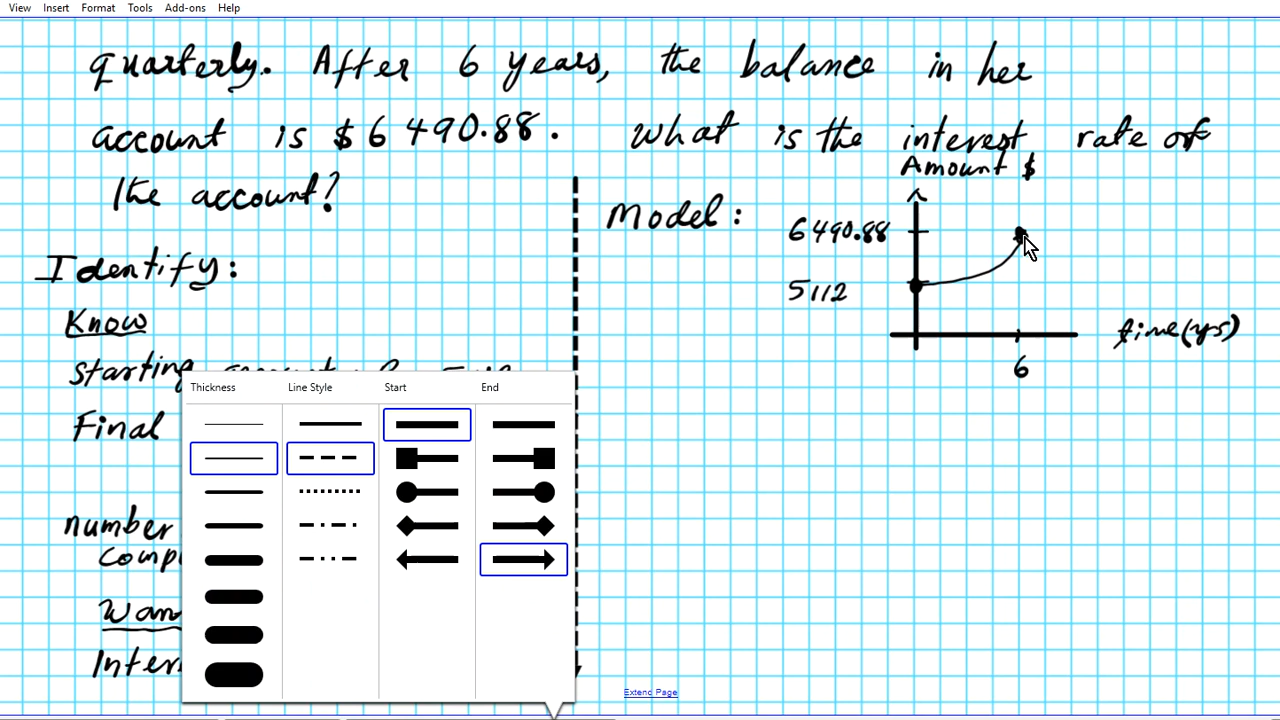 View Insert Format Tools Add-ons Help
quarterly. After 6 years, the balance in her
account is $6490.88. What is the interest rate of
the account?
Amount $
Model:
6490.88
5112
time(yrs)
6
Identify:
Know
Starting
Final
number
Thickness Line Style Start End
Extend Page